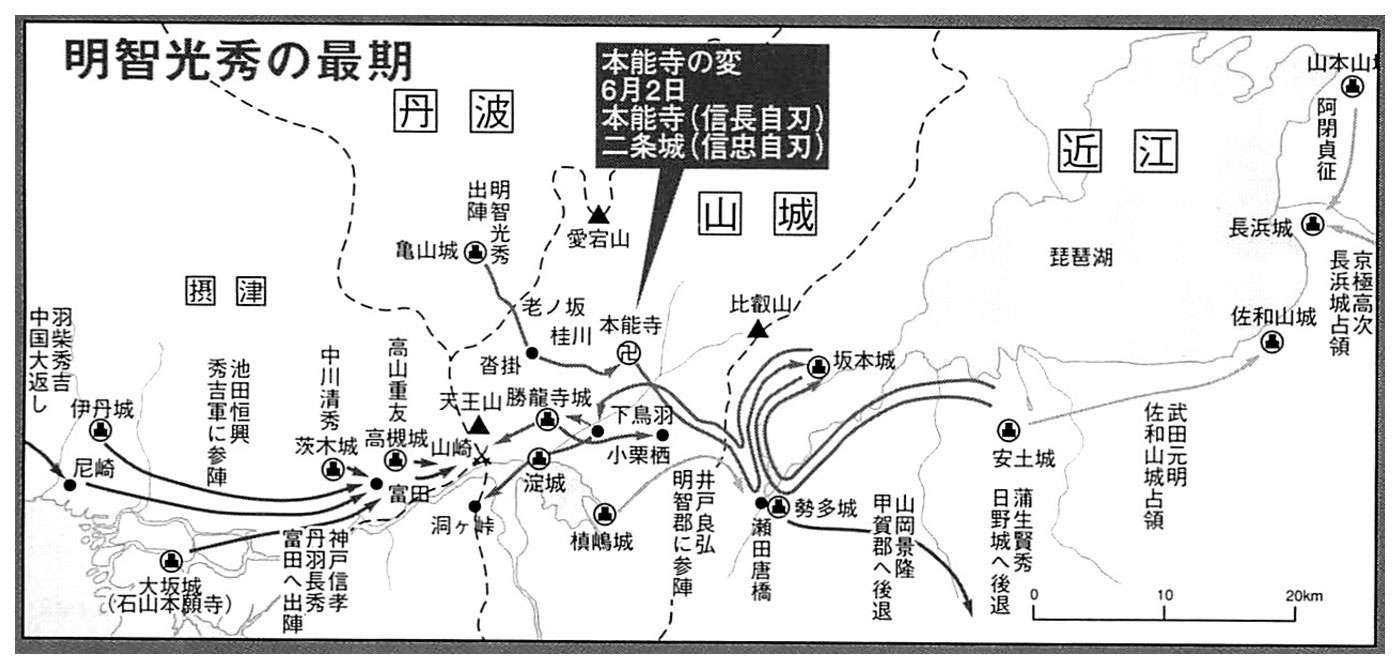 明智光秀の最期
丹波
本能寺の変
6月2日
本能寺(信長自刃)
二条城(信忠自刃)
山城
近江
摂津
山本山
阿閉貞征
長浜城
京極高次
長浜城占領
琵琶湖
佐和山城
武田元明
佐和山城占領
明智光秀
出陣
亀山城
愛宕山
老ノ坂
桂川
沓掛
本能寺
卍
比叡山
坂本城
羽柴秀吉
中国大返し
伊丹城
尼崎
池田恒興
秀吉軍に参陣
中川清秀
茨木城
高山重友
高槻城
富田
天王山
山崎
勝龍寺城
下鳥羽
小栗栖
淀城
洞ヶ峠
槙嶋城
井戸良弘
明智郡に参陣
瀬田唐橋
勢多城
山岡景隆
甲賀郡へ後退
安土城
蒲生賢秀
日野城へ後退
大坂城
(石山本願寺)
神戸信孝
丹羽長秀
富田へ出陣
0 10 20km